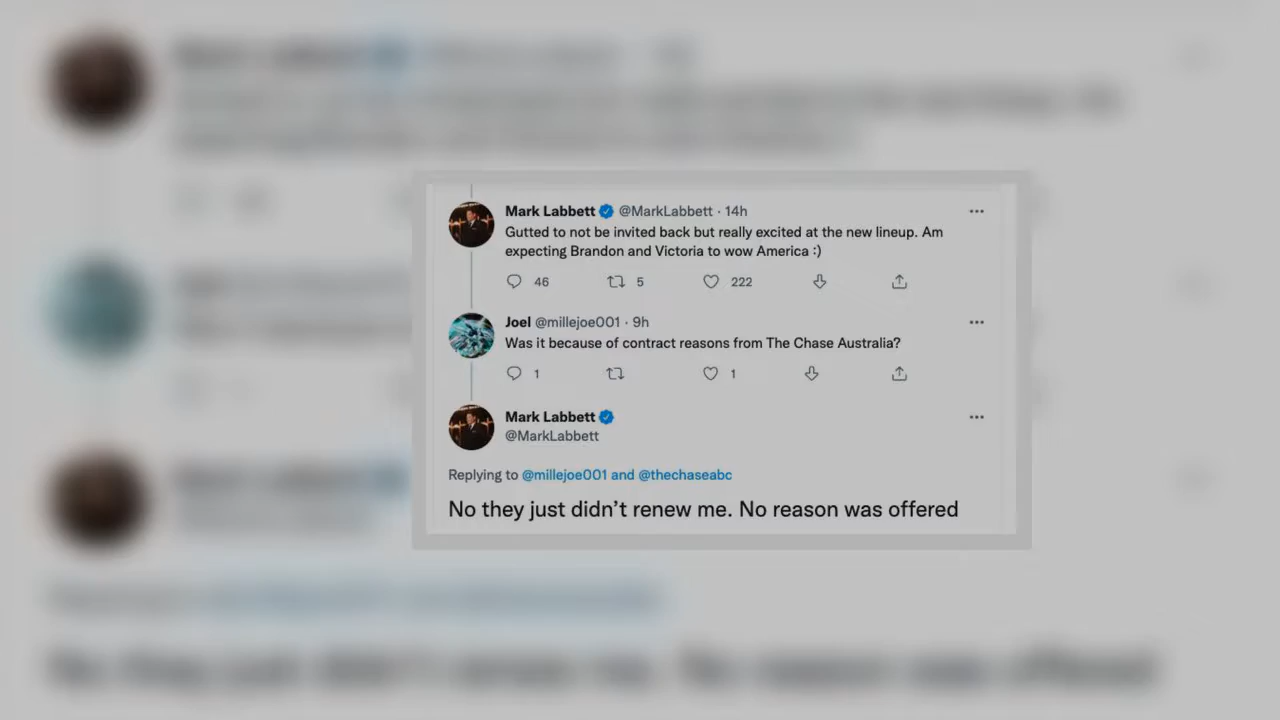 Mark Labbett @MarkLabbett · 14h
Gutted to not be invited back but really excited at the new lineup. Am
expecting Brandon and Victoria to wow America :)
46 5 222
Joel @millejoe001 · 9h
Was it because of contract reasons from The Chase Australia?
1 1
Mark Labbett
@MarkLabbett
Replying to @millejoe001 and @thechaseabc
No they just didn’t renew me. No reason was offered